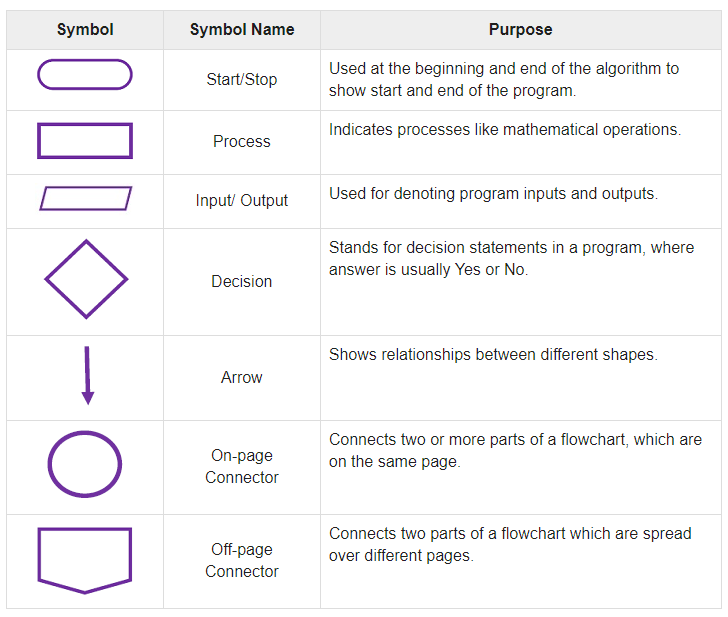 Symbol Symbol Name Purpose
Start/Stop
Used at the beginning and end of the algorithm to
show start and end of the program.
Process
Indicates processes like mathematical operations.
Input/ Output
Used for denoting program inputs and outputs.
Decision
Stands for decision statements in a program, where
answer is usually Yes or No.
Arrow
Shows relationships between different shapes.
On-page
Connector
Connects two or more parts of a flowchart, which are
on the same page.
Off-page
Connector
Connects two parts of a flowchart which are spread
over different pages.